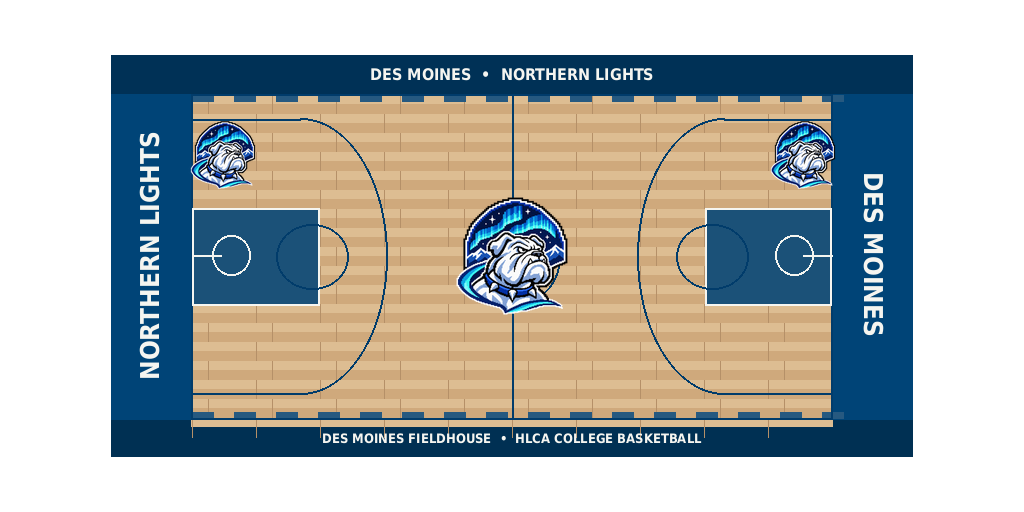 DES MOINES • NORTHERN LIGHTS
NORTHERN LIGHTS
DES MOINES
DES MOINES FIELDHOUSE • HLCA COLLEGE BASKETBALL